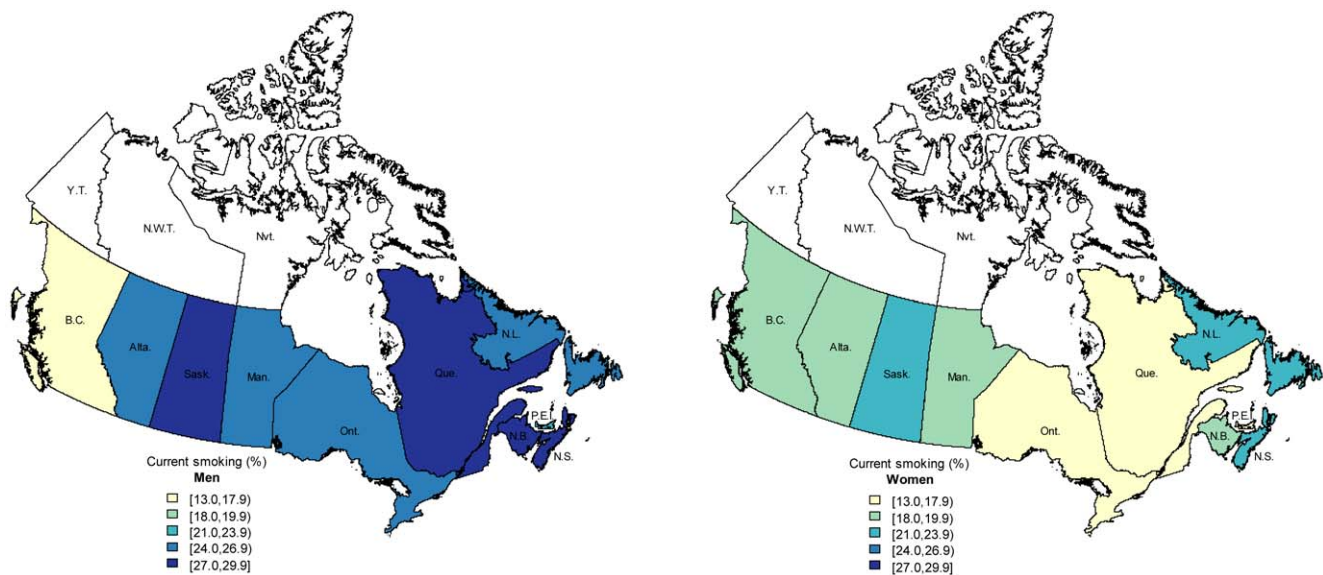 Y.T.
N.W.T.
Nvt.
B.C.
Alta.
Sask.
Man.
Ont.
Que.
N.L.
P.E.I.
N.B.
N.S.
Current smoking (%)
Men
[13.0,17.9)
[18.0,19.9)
[21.0,23.9)
[24.0,26.9)
[27.0,29.9]
Y.T.
N.W.T.
Nvt.
B.C.
Alta.
Sask.
Man.
Ont.
Que.
N.L.
P.E.I.
N.B.
N.S.
Current smoking (%)
Women
[13.0,17.9)
[18.0,19.9)
[21.0,23.9)
[24.0,26.9)
[27.0,29.9]